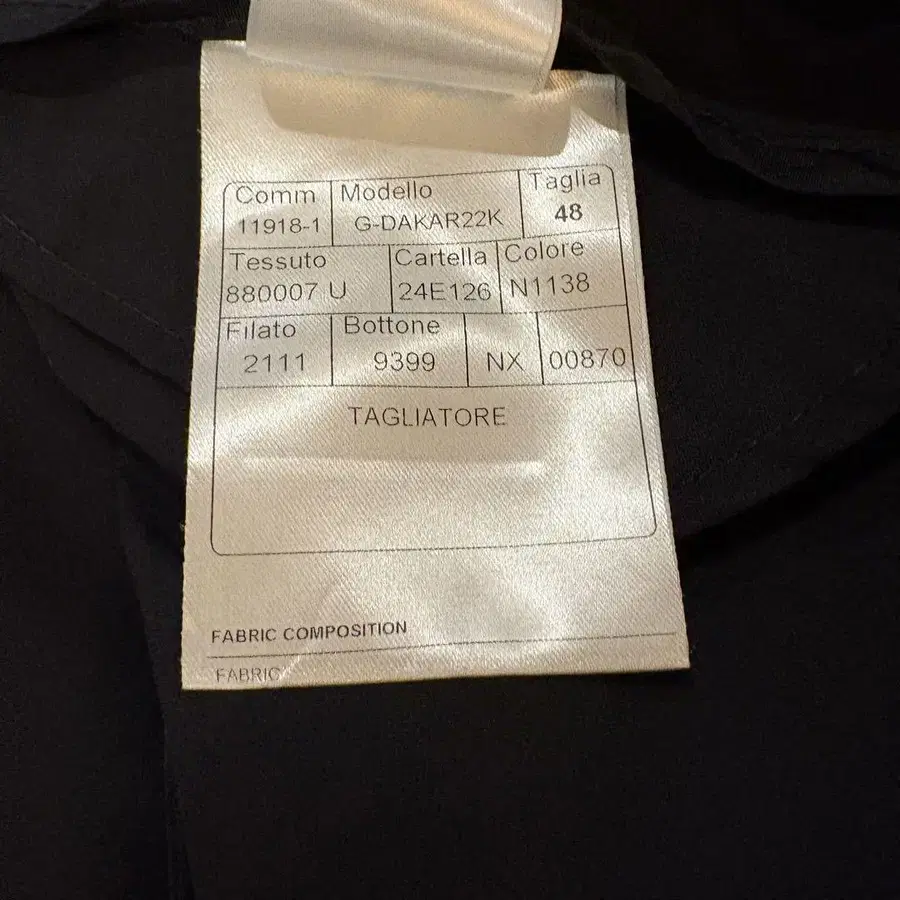 Comm Modello Taglia
11918-1 G-DAKAR22K 48
Tessuto Cartella Colore
880007 U 24E126 N1138
Filato Bottone
2111 9399 NX 00870
TAGLIATORE
FABRIC COMPOSITION
FABRIC